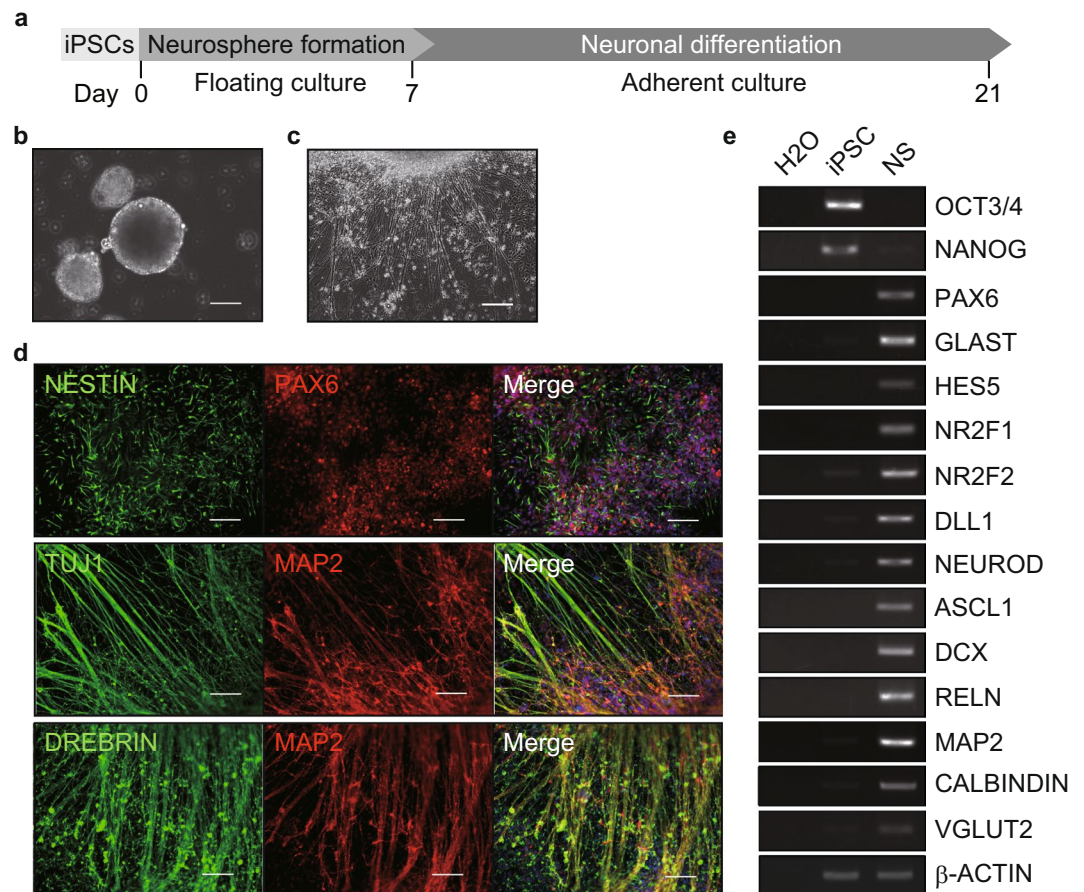 a
iPSCs Neurosphere formation Neuronal differentiation
Floating culture Adherent culture
Day 0 7 21
b
c
d
NESTIN PAX6 Merge
TUJ1 MAP2 Merge
DREBRIN MAP2 Merge
e
H2O iPSC NS
OCT3/4
NANOG
PAX6
GLAST
HES5
NR2F1
NR2F2
DLL1
NEUROD
ASCL1
DCX
RELN
MAP2
CALBINDIN
VGLUT2
β-ACTIN